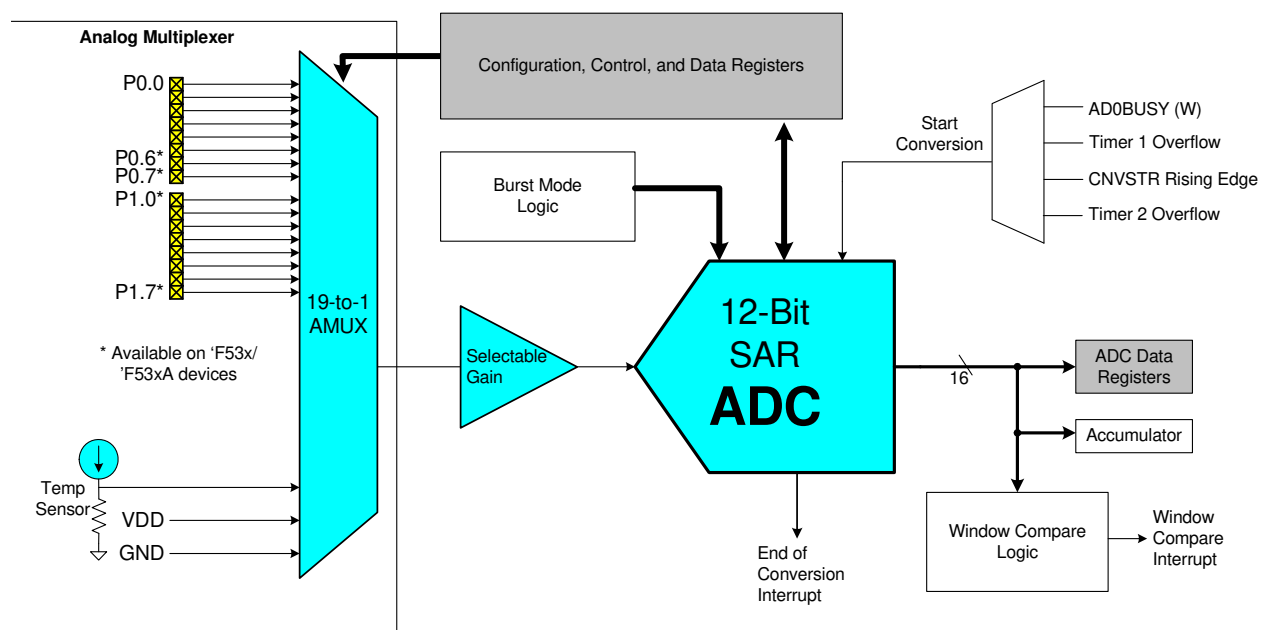 Analog Multiplexer
P0.0
P0.6*
P0.7*
P1.0*
P1.7*
* Available on ‘F53x/
’F53xA devices
Temp
Sensor
VDD
GND
19-to-1
AMUX
Configuration, Control, and Data Registers
Burst Mode
Logic
Selectable
Gain
Start
Conversion
AD0BUSY (W)
Timer 1 Overflow
CNVSTR Rising Edge
Timer 2 Overflow
12-Bit
SAR
ADC
16
ADC Data
Registers
Accumulator
Window Compare
Logic
Window
Compare
Interrupt
End of
Conversion
Interrupt